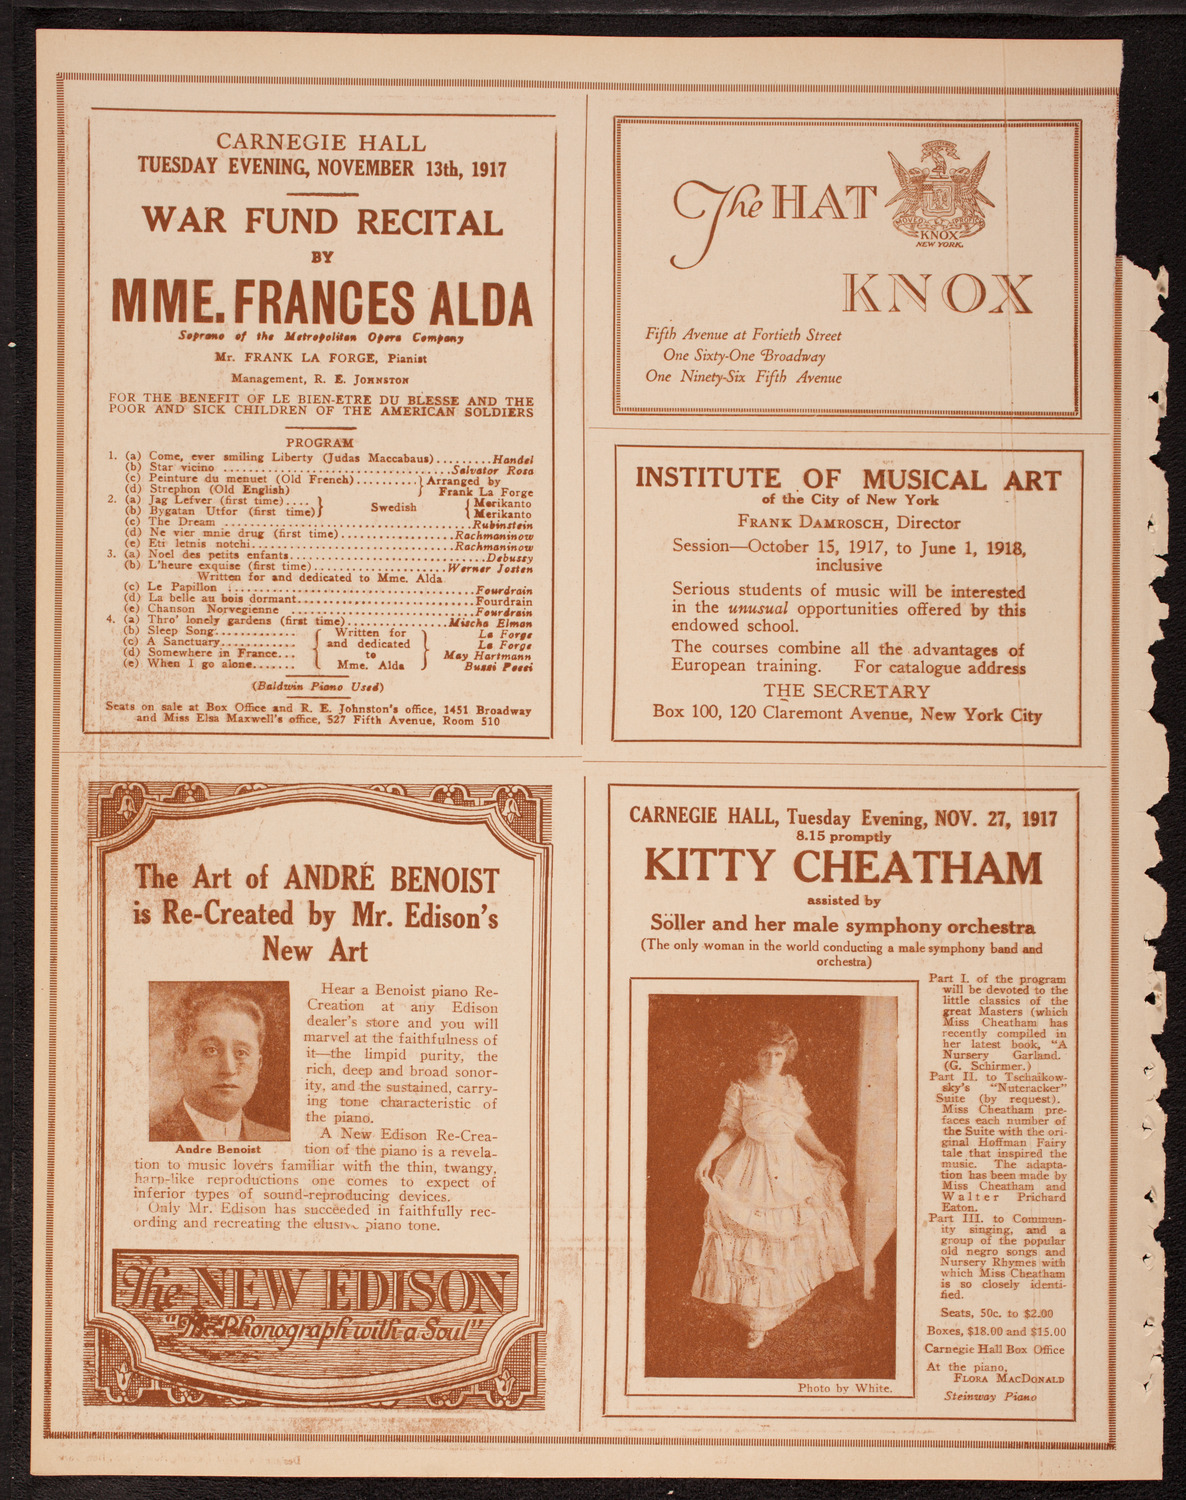 CARNEGIE HALL
TUESDAY EVENING, NOVEMBER 13th, 1917
WAR FUND RECITAL
BY
MME. FRANCES ALDA
Soprano of the Metropolitan Opera Company
Mr. FRANK LA FORGE, Pianist
Management, R. E. JOHNSTON
FOR THE BENEFIT OF LE BIEN-ETRE DU BLESSE AND THE
POOR AND SICK CHILDREN OF THE AMERICAN SOLDIERS
PROGRAM
1. (a) Come, ever smiling Liberty (Judas Maccabaus)........Handel
(b) Star vicino ........Salvator Rosa
(c) Peinture du menuet (Old French)........} Arranged by
(d) Strephon (Old English) } Frank La Forge
2. (a) Jag Lefver (first time)....} Swedish { Merikanto
(b) Bygatan Utfor (first time)} { Merikanto
(c) The Dream ........Rubinstein
(d) Ne vier mnie drug (first time)........Rachmaninow
(e) Eti letnis notchi........Rachmaninow
3. (a) Noel des petits enfants........Debussy
(b) L'heure exquise (first time)........Werner Josten
Written for and dedicated to Mme. Alda
(c) Le Papillon ........Fourdrain
(d) La belle au bois dormant........Fourdrain
(e) Chanson Norvegienne ........Fourdrain
4. (a) Thro' lonely gardens (first time)........Mischa Elman
(b) Sleep Song........ { Written for } La Forge
(c) A Sanctuary........ and dedicated La Forge
(d) Somewhere in France... to May Hartmann
(e) When I go alone....... { Mme. Alda } Buzzi Pecci
(Baldwin Piano Used)
Seats on sale at Box Office and R. E. Johnston's office, 1451 Broadway
and Miss Elsa Maxwell's office, 527 Fifth Avenue, Room 510
The HAT
KNOX
NEW YORK.
KNOX
Fifth Avenue at Fortieth Street
One Sixty-One Broadway
One Ninety-Six Fifth Avenue
INSTITUTE OF MUSICAL ART
of the City of New York
FRANK DAMROSCH, Director
Session—October 15, 1917, to June 1, 1918,
inclusive
Serious students of music will be interested
in the unusual opportunities offered by this
endowed school.
The courses combine all the advantages of
European training. For catalogue address
THE SECRETARY
Box 100, 120 Claremont Avenue, New York City
The Art of ANDRÉ BENOIST
is Re-Created by Mr. Edison's
New Art
Hear a Benoist piano Re-
Creation at any Edison
dealer's store and you will
marvel at the faithfulness of
it—the limpid purity, the
rich, deep and broad sonor-
ity, and the sustained, carry-
ing tone characteristic of
the piano.
A New Edison Re-Crea-
Andre Benoist
tion of the piano is a revela-
tion to music lovers familiar with the thin, twangy,
harp-like reproductions one comes to expect of
inferior types of sound-reproducing devices.
Only Mr. Edison has succeeded in faithfully rec-
ording and recreating the elusive piano tone.
The NEW EDISON
"The Phonograph with a Soul"
CARNEGIE HALL, Tuesday Evening, NOV. 27, 1917
8.15 promptly
KITTY CHEATHAM
assisted by
Söller and her male symphony orchestra
(The only woman in the world conducting a male symphony band and
orchestra)
Part I. of the program
will be devoted to the
little classics of the
great Masters (which
Miss Cheatham has
recently compiled in
her latest book, "A
Nursery Garland.
(G. Schirmer.)
Part II. to Tschaikow-
sky's "Nutcracker"
Suite (by request).
Miss Cheatham pre-
faces each number of
the Suite with the ori-
ginal Hoffman Fairy
tale that inspired the
music. The adapta-
tion has been made by
Miss Cheatham and
Walter Prichard
Eaton.
Part III. to Commun-
ity singing, and a
group of the popular
old negro songs and
Nursery Rhymes with
which Miss Cheatham
is so closely identi-
fied.
Seats, 50c. to $2.00
Boxes, $18.00 and $15.00
Carnegie Hall Box Office
At the piano,
FLORA MACDONALD
Steinway Piano
Photo by White.